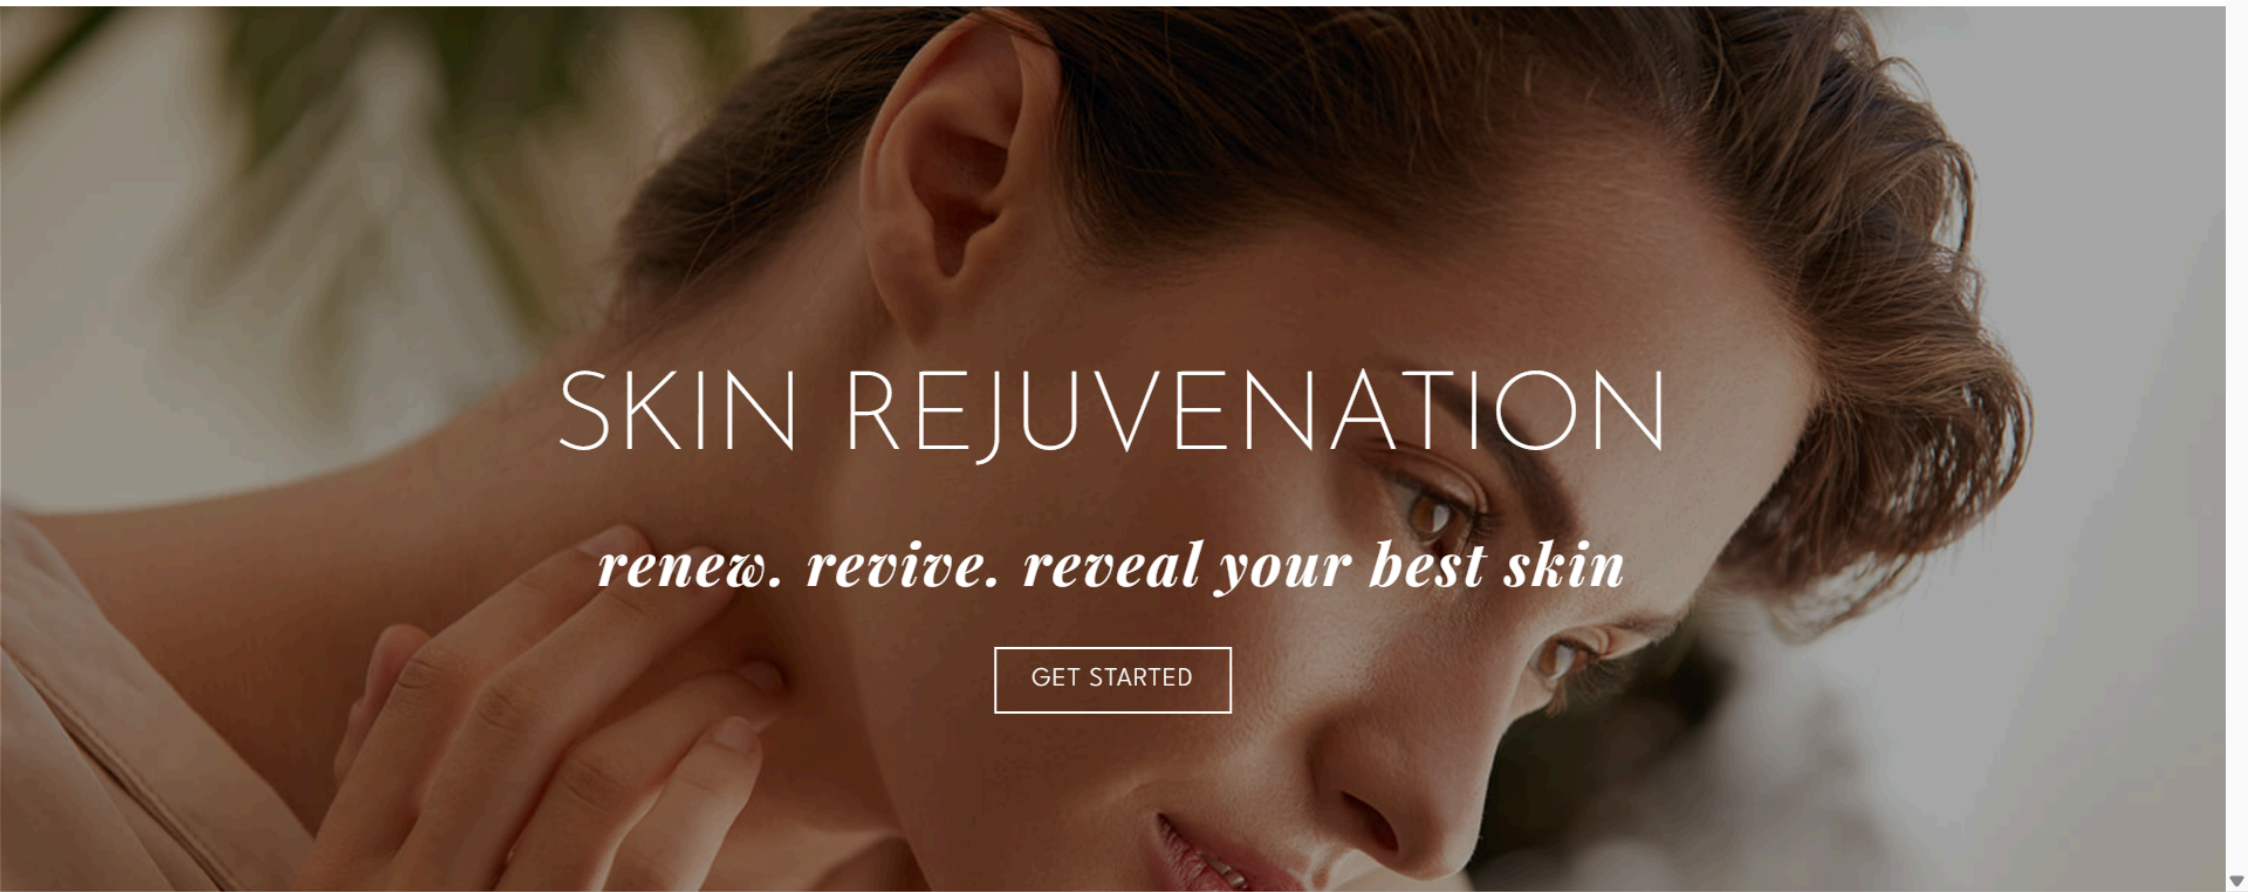 SKIN REJUVENATION
renew. revive. reveal your best skin
GET STARTED